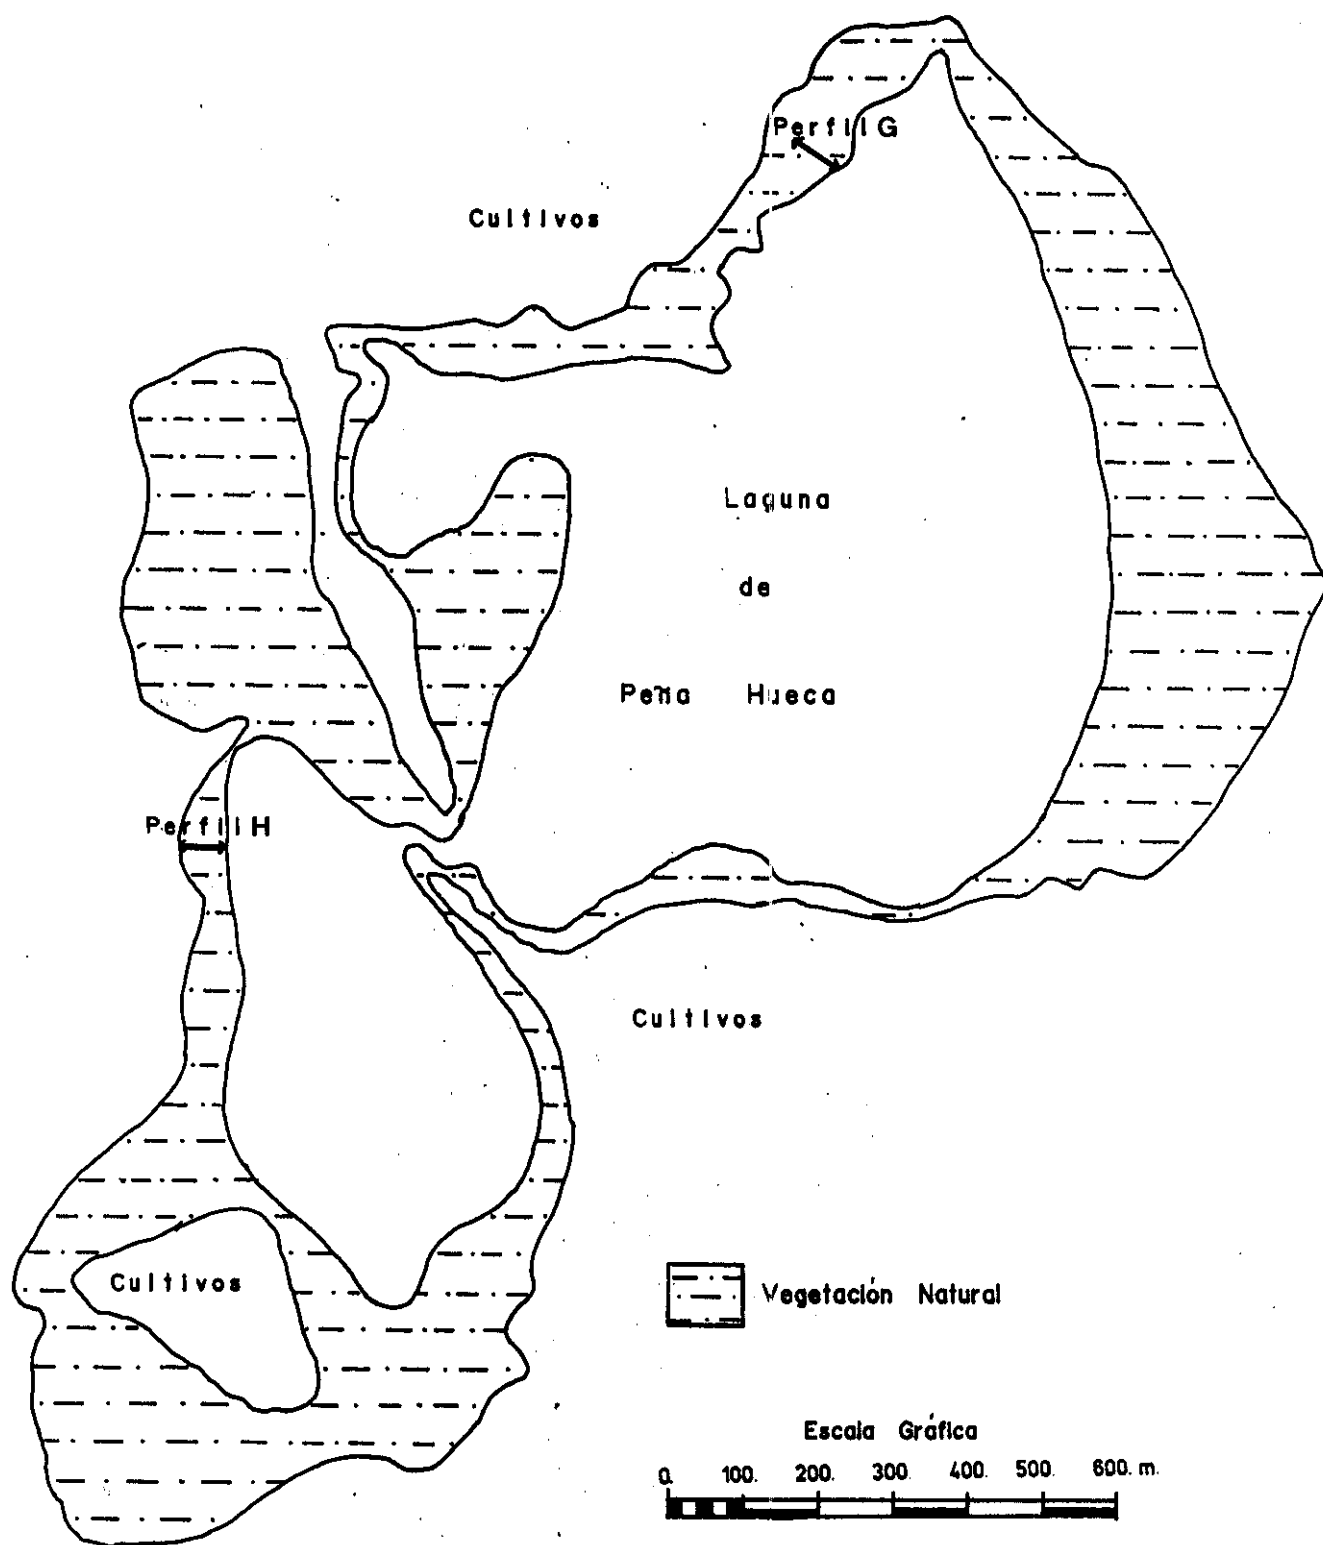 Perfil G
Cultivos
Laguna
de
Peña Hueca
Perfil H
Cultivos
Cultivos
Vegetación Natural
Escala Gráfica
0. 100. 200. 300. 400. 500. 600. m.